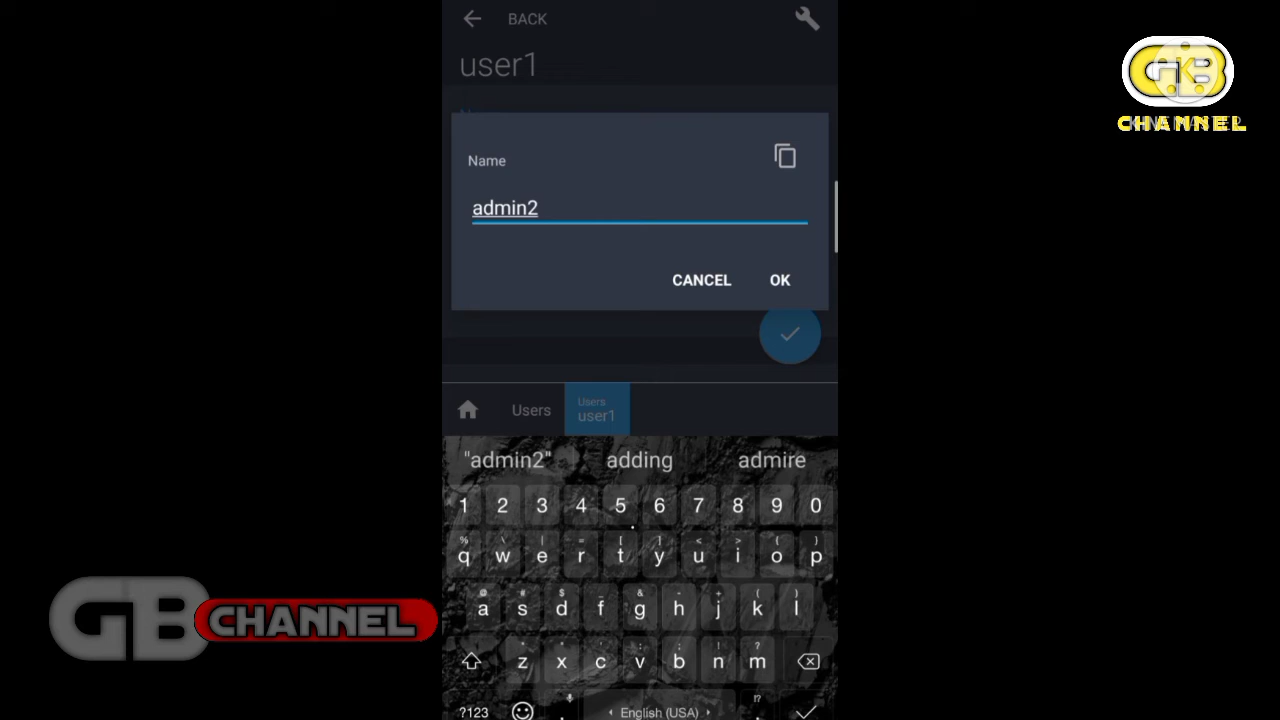 BACK
user1
GB
CHANNEL
Name
admin2
CANCEL OK
Users
Users
user1
"admin2" adding admire
1 2 3 4 5 6 7 8 9 0
% \ | = [ ] < > { }
q w e r t y u i o p
@ # $ _ & - + ( )
a s d f g h j k l
* " ' : ; ! ?
z x c v b n m
?123 , English (USA) . !?
GB CHANNEL